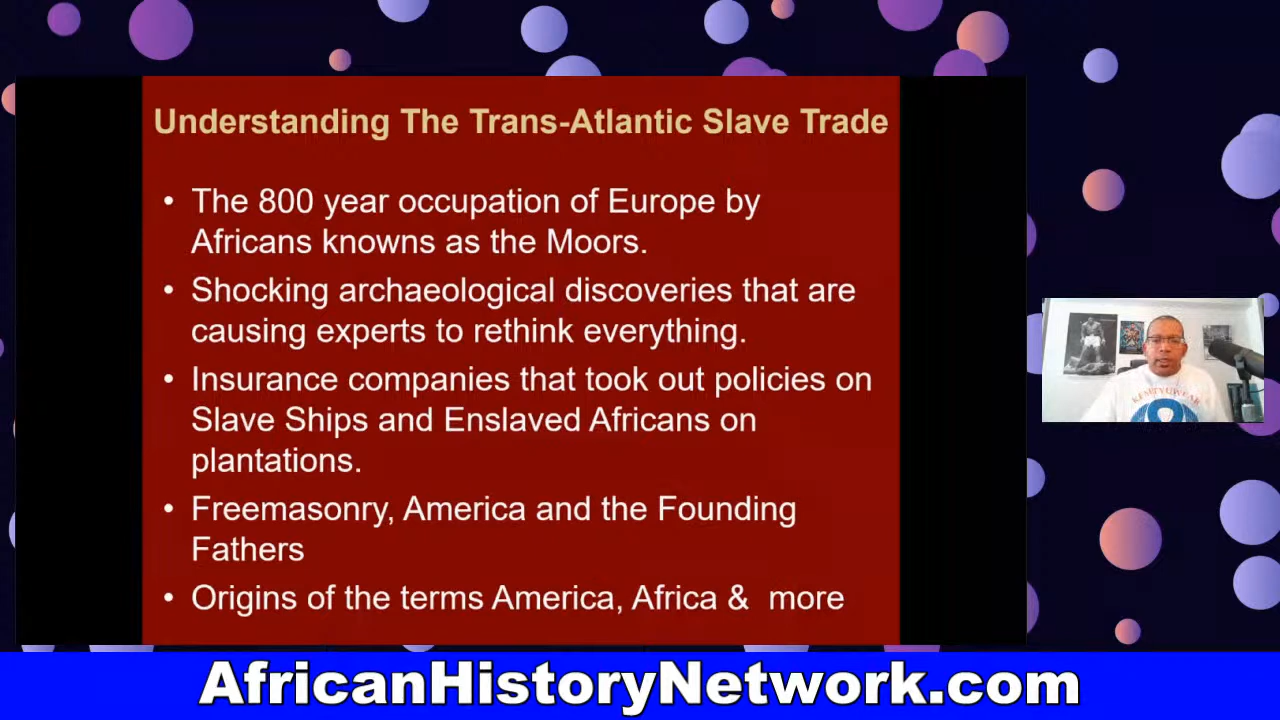 Understanding The Trans-Atlantic Slave Trade
• The 800 year occupation of Europe by
Africans knowns as the Moors.
• Shocking archaeological discoveries that are
causing experts to rethink everything.
• Insurance companies that took out policies on
Slave Ships and Enslaved Africans on
plantations.
• Freemasonry, America and the Founding
Fathers
• Origins of the terms America, Africa & more
AfricanHistoryNetwork.com